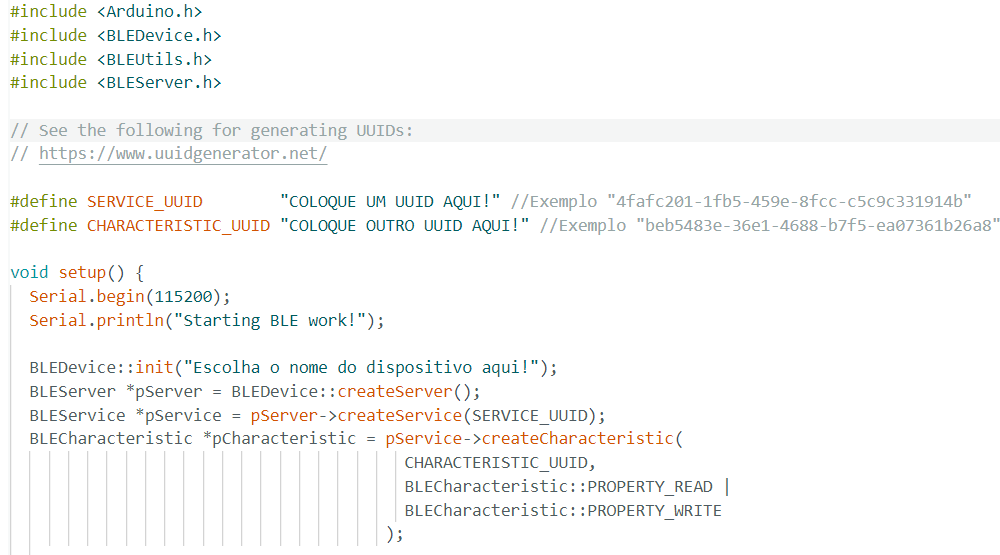 #include <Arduino.h>
#include <BLEDevice.h>
#include <BLEUtils.h>
#include <BLEServer.h>
// See the following for generating UUIDs:
// https://www.uuidgenerator.net/
#define SERVICE_UUID        "COLOQUE UM UUID AQUI!" //Exemplo "4fafc201-1fb5-459e-8fcc-c5c9c331914b"
#define CHARACTERISTIC_UUID "COLOQUE OUTRO UUID AQUI!" //Exemplo "beb5483e-36e1-4688-b7f5-ea07361b26a8"
void setup() {
  Serial.begin(115200);
  Serial.println("Starting BLE work!");
  BLEDevice::init("Escolha o nome do dispositivo aqui!");
  BLEServer *pServer = BLEDevice::createServer();
  BLEService *pService = pServer->createService(SERVICE_UUID);
  BLECharacteristic *pCharacteristic = pService->createCharacteristic(
                                         CHARACTERISTIC_UUID,
                                         BLECharacteristic::PROPERTY_READ |
                                         BLECharacteristic::PROPERTY_WRITE
                                       );